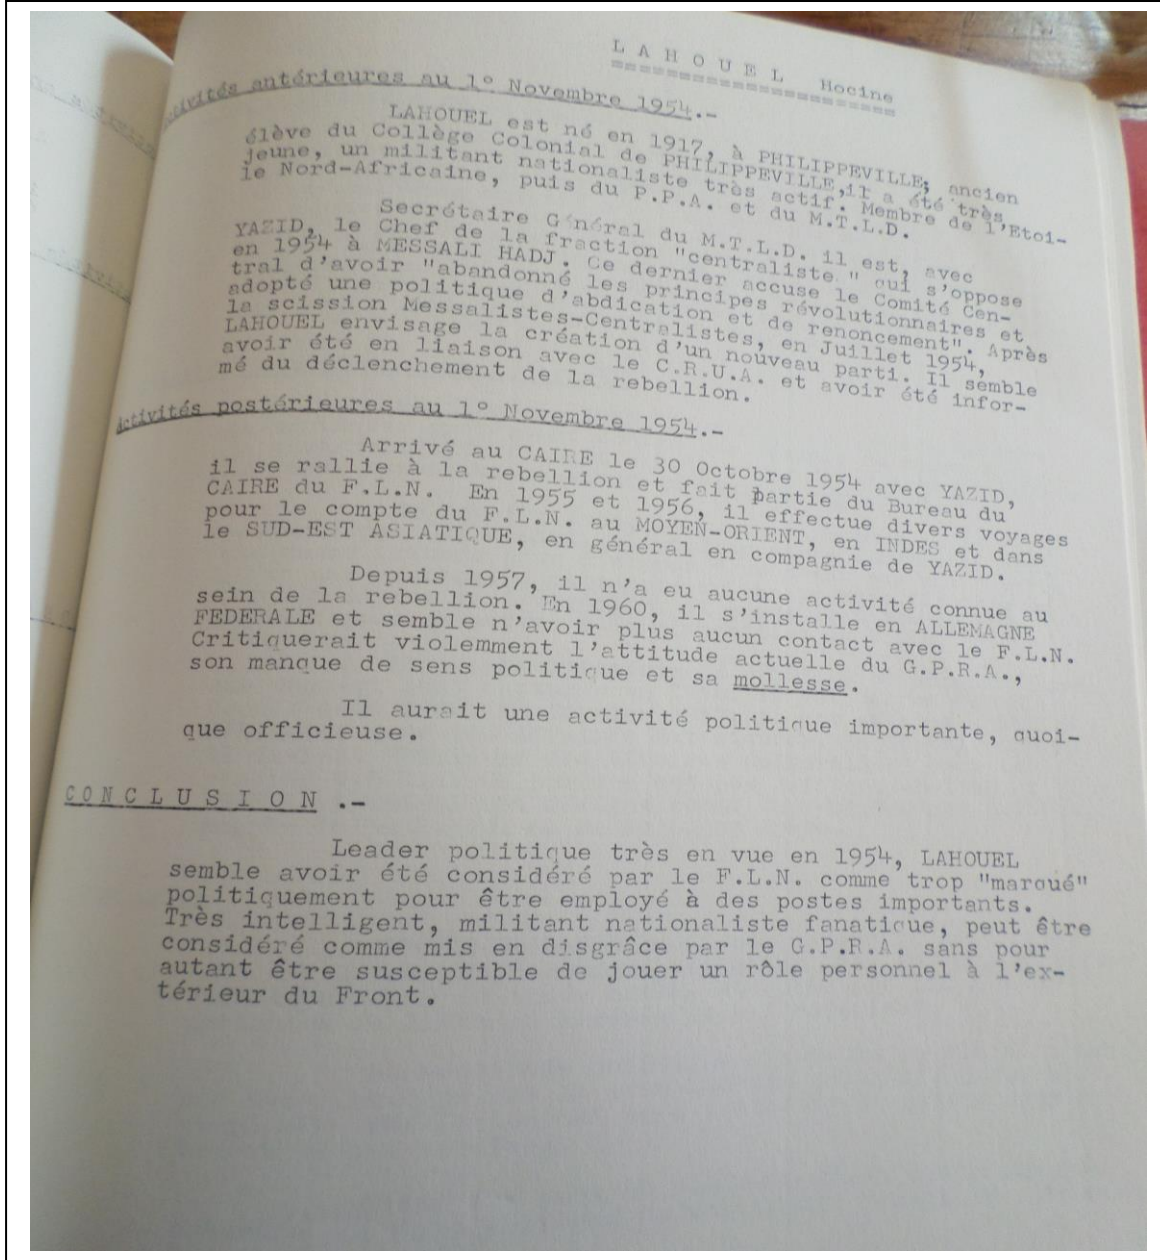 L A H O U E L Hocine
Activités antérieures au 1° Novembre 1954.-
LAHOUEL est né en 1917, à PHILIPPEVILLE, ancien
élève du Collège Colonial de PHILIPPEVILLE,il a été très
jeune, un militant nationaliste très actif. Membre de l'Etoi-
le Nord-Africaine, puis du P.P.A. et du M.T.L.D.
Secrétaire Général du M.T.L.D. il est, avec
YAZID, le Chef de la fraction "centraliste " qui s'oppose
en 1954 à MESSALI HADJ. Ce dernier accuse le Comité Cen-
tral d'avoir "abandonné les principes révolutionnaires et
adopté une politique d'abdication et de renoncement". Après
la scission Messalistes-Centralistes, en Juillet 1954,
LAHOUEL envisage la création d'un nouveau parti. Il semble
avoir été en liaison avec le C.R.U.A. et avoir été infor-
mé du déclenchement de la rebellion.
Activités postérieures au 1° Novembre 1954.-
Arrivé au CAIRE le 30 Octobre 1954 avec YAZID,
il se rallie à la rebellion et fait partie du Bureau du
CAIRE du F.L.N. En 1955 et 1956, il effectue divers voyages
pour le compte du F.L.N. au MOYEN-ORIENT, en INDES et dans
le SUD-EST ASIATIQUE, en général en compagnie de YAZID.
Depuis 1957, il n'a eu aucune activité connue au
sein de la rebellion. En 1960, il s'installe en ALLEMAGNE
FEDERALE et semble n'avoir plus aucun contact avec le F.L.N.
Critiquerait violemment l'attitude actuelle du G.P.R.A.,
son manque de sens politique et sa mollesse.
Il aurait une activité politique importante, quoi-
que officieuse.
C O N C L U S I O N .-
Leader politique très en vue en 1954, LAHOUEL
semble avoir été considéré par le F.L.N. comme trop "marqué"
politiquement pour être employé à des postes importants.
Très intelligent, militant nationaliste fanatique, peut être
considéré comme mis en disgrâce par le G.P.R.A. sans pour
autant être susceptible de jouer un rôle personnel à l'ex-
térieur du Front.